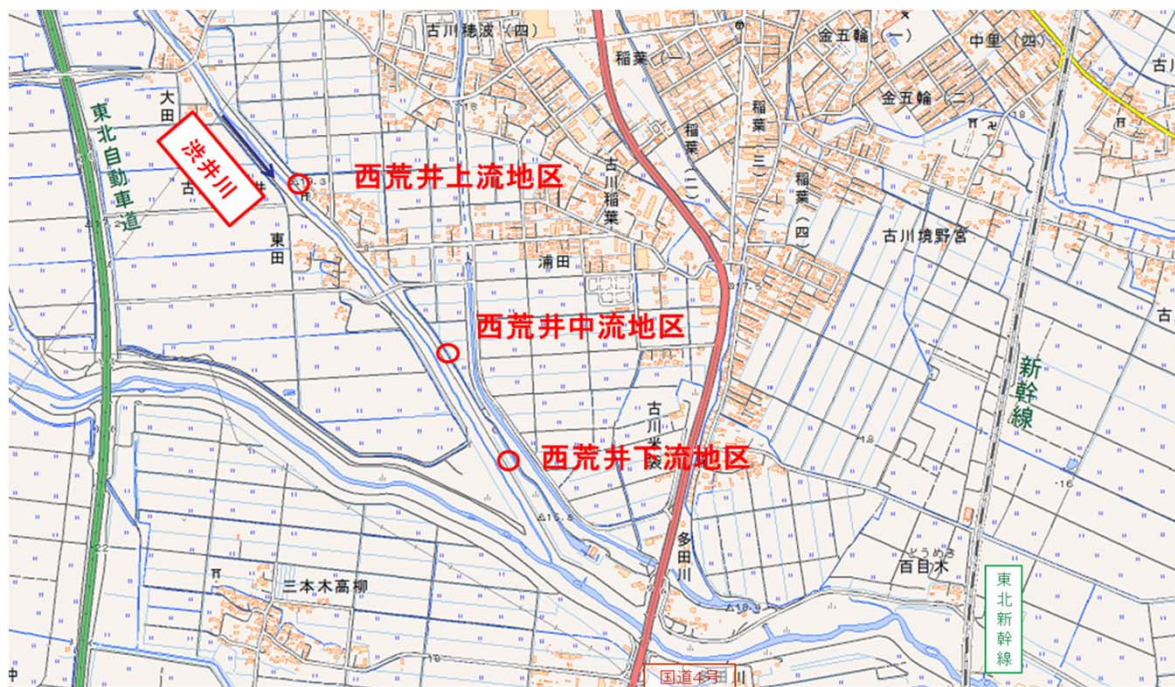 古川穂波(四)
稲葉(一)
金五輪(一)
中里(四)
金五輪(二)
大田
東北自動車道
渋井川
稲葉(二)
稲葉(三)
古川稲葉
稲葉(四)
西荒井上流地区
東田
浦田
古川境野宮
西荒井中流地区
新幹線
西荒井下流地区
多田川
どうめき
百目木
三本木高柳
東北新幹線
国道4号